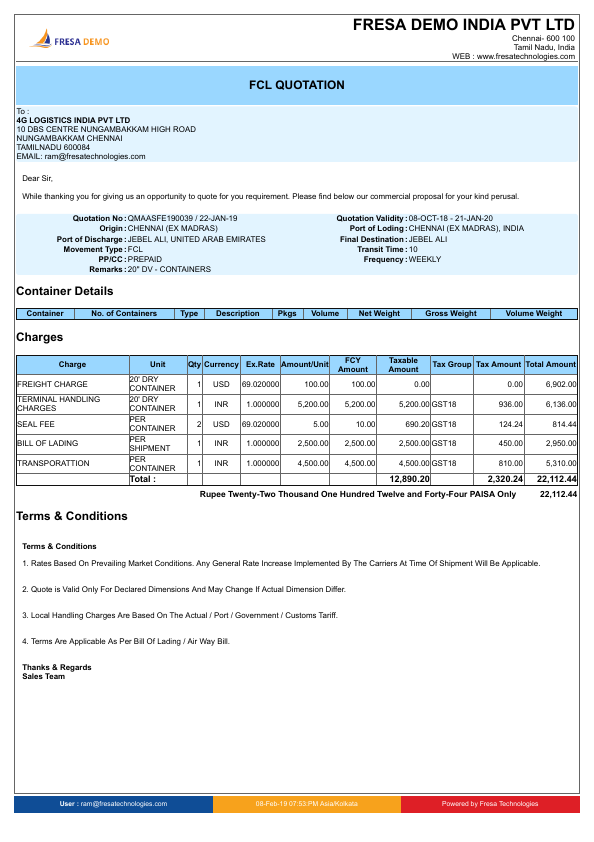 FRESA DEMO
FRESA DEMO INDIA PVT LTD
Chennai- 600 100
Tamil Nadu, India
WEB : www.fresatechnologies.com
FCL QUOTATION
To :
4G LOGISTICS INDIA PVT LTD
10 DBS CENTRE NUNGAMBAKKAM HIGH ROAD
NUNGAMBAKKAM CHENNAI
TAMILNADU 600084
EMAIL: ram@fresatechnologies.com
Dear Sir,
While thanking you for giving us an opportunity to quote for you requirement. Please find below our commercial proposal for your kind perusal.
Quotation No : QMAASFE190039 / 22-JAN-19 Quotation Validity : 08-OCT-18 - 21-JAN-20
Origin : CHENNAI (EX MADRAS) Port of Loding : CHENNAI (EX MADRAS), INDIA
Port of Discharge : JEBEL ALI, UNITED ARAB EMIRATES Final Destination : JEBEL ALI
Movement Type : FCL Transit Time : 10
PP/CC : PREPAID Frequency : WEEKLY
Remarks : 20" DV - CONTAINERS
Container Details
Container No. of Containers Type Description Pkgs Volume Net Weight Gross Weight Volume Weight
Charges
Charge Unit Qty Currency Ex.Rate Amount/Unit FCY Amount Taxable Amount Tax Group Tax Amount Total Amount
FREIGHT CHARGE 20' DRY CONTAINER 1 USD 69.020000 100.00 100.00 0.00 0.00 6,902.00
TERMINAL HANDLING CHARGES 20' DRY CONTAINER 1 INR 1.000000 5,200.00 5,200.00 5,200.00 GST18 936.00 6,136.00
SEAL FEE PER CONTAINER 2 USD 69.020000 5.00 10.00 690.20 GST18 124.24 814.44
BILL OF LADING PER SHIPMENT 1 INR 1.000000 2,500.00 2,500.00 2,500.00 GST18 450.00 2,950.00
TRANSPORATTION PER CONTAINER 1 INR 1.000000 4,500.00 4,500.00 4,500.00 GST18 810.00 5,310.00
Total : 12,890.20 2,320.24 22,112.44
Rupee Twenty-Two Thousand One Hundred Twelve and Forty-Four PAISA Only 22,112.44
Terms & Conditions
Terms & Conditions
1. Rates Based On Prevailing Market Conditions. Any General Rate Increase Implemented By The Carriers At Time Of Shipment Will Be Applicable.
2. Quote is Valid Only For Declared Dimensions And May Change If Actual Dimension Differ.
3. Local Handling Charges Are Based On The Actual / Port / Government / Customs Tariff.
4. Terms Are Applicable As Per Bill Of Lading / Air Way Bill.
Thanks & Regards
Sales Team
User : ram@fresatechnologies.com 08-Feb-19 07:53:PM Asia/Kolkata Powered by Fresa Technologies